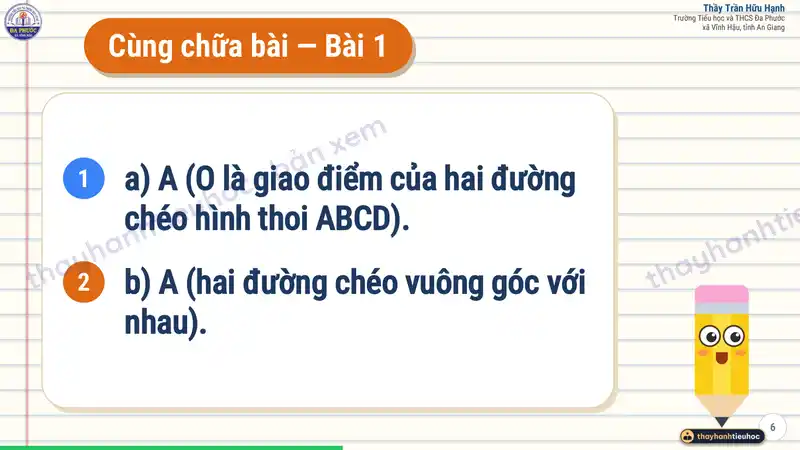 Thầy Trần Hữu Hạnh
Trường Tiểu học và THCS Đa Phước
xã Vĩnh Hậu, tỉnh An Giang
ĐA PHƯỚC
Cùng chữa bài — Bài 1
1
a) A (O là giao điểm của hai đường
chéo hình thoi ABCD).
2
b) A (hai đường chéo vuông góc với
nhau).
thayhanhtieuhoc
6